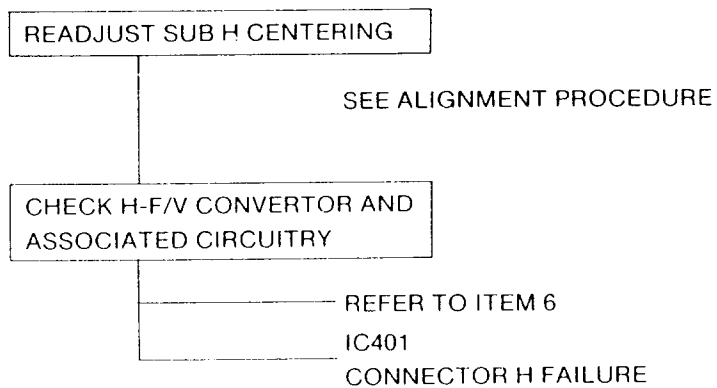 READJUST SUB H CENTERING
SEE ALIGNMENT PROCEDURE
CHECK H-F/V CONVERTOR AND
ASSOCIATED CIRCUITRY
REFER TO ITEM 6
IC401
CONNECTOR H FAILURE